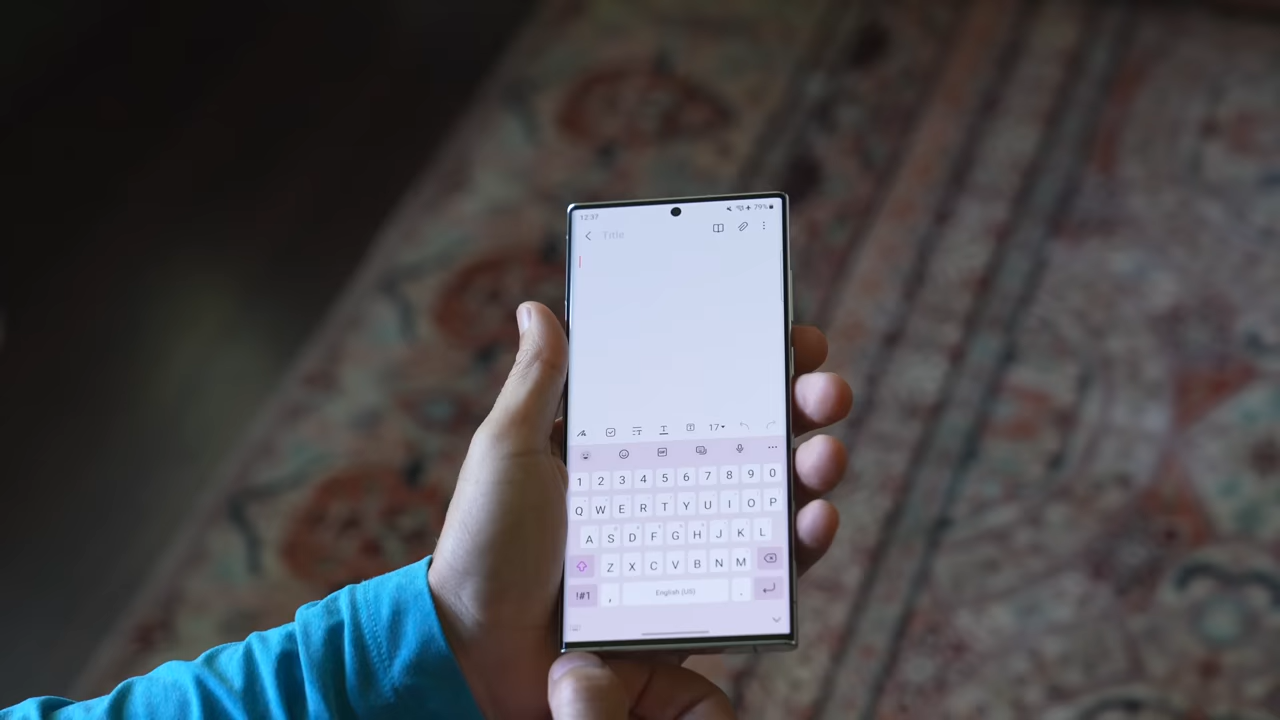 12:37 79%
Title
17
1 2 3 4 5 6 7 8 9 0
Q W E R T Y U I O P
A S D F G H J K L
Z X C V B N M
!#1 , English (US) .